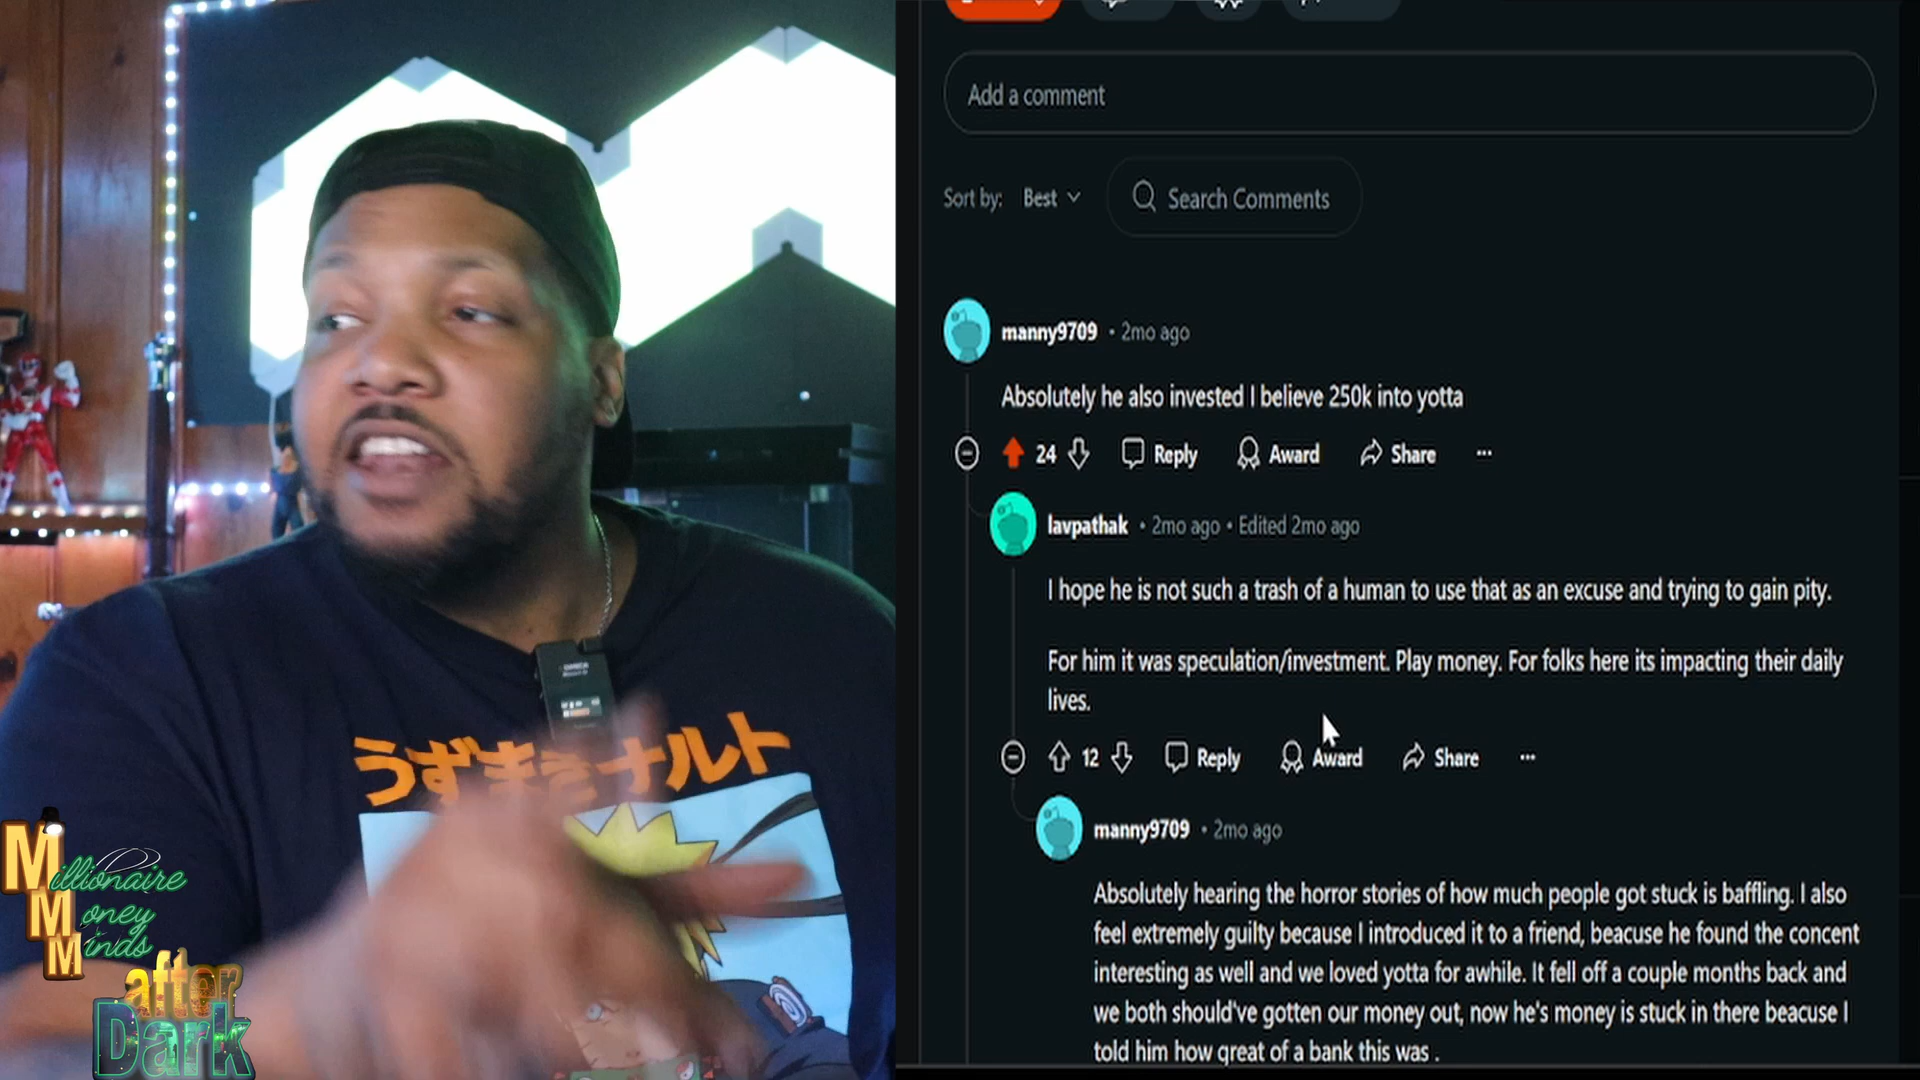 Add a comment
Sort by: Best
Search Comments
manny9709 • 2mo ago
Absolutely he also invested I believe 250k into yotta
24 Reply Award Share ...
lavpathak • 2mo ago • Edited 2mo ago
I hope he is not such a trash of a human to use that as an excuse and trying to gain pity.
For him it was speculation/investment. Play money. For folks here its impacting their daily
lives.
12 Reply Award Share ...
manny9709 • 2mo ago
Absolutely hearing the horror stories of how much people got stuck is baffling. I also
feel extremely guilty because I introduced it to a friend, beacuse he found the concent
interesting as well and we loved yotta for awhile. It fell off a couple months back and
we both should've gotten our money out, now he's money is stuck in there beacuse I
told him how great of a bank this was .
うずまきナルト
Millionaire
Money
Minds
after
Dark